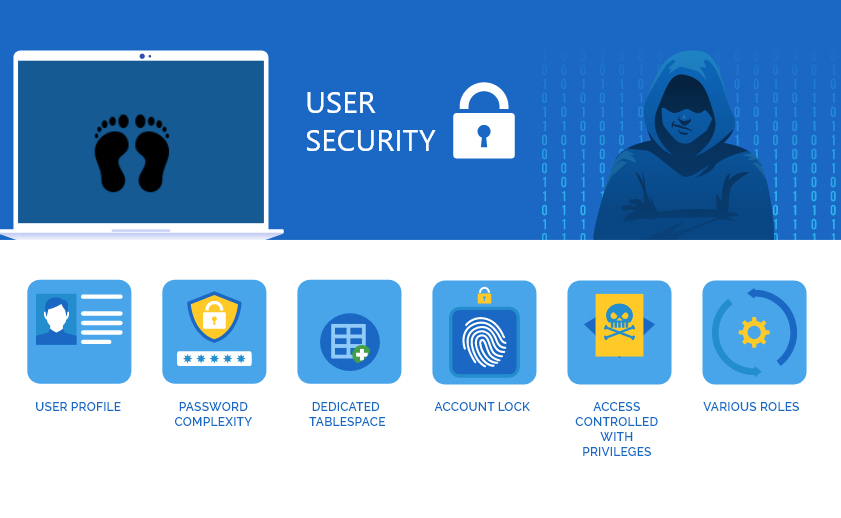 USER
SECURITY
USER PROFILE
PASSWORD
COMPLEXITY
DEDICATED
TABLESPACE
ACCOUNT LOCK
ACCESS
CONTROLLED
WITH
PRIVILEGES
VARIOUS ROLES